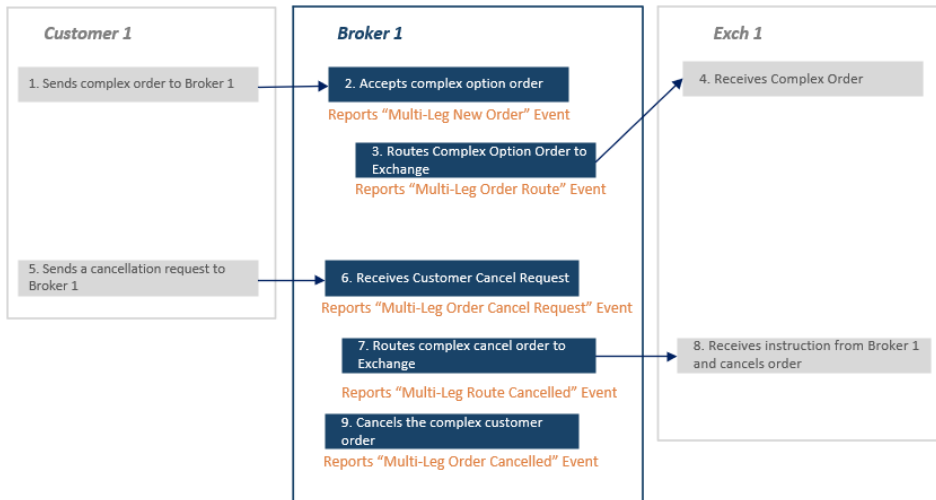 Customer 1
Broker 1
Exch 1
1. Sends complex order to Broker 1
2. Accepts complex option order
Reports “Multi-Leg New Order” Event
3. Routes Complex Option Order to
Exchange
Reports “Multi-Leg Order Route” Event
4. Receives Complex Order
5. Sends a cancellation request to
Broker 1
6. Receives Customer Cancel Request
Reports “Multi-Leg Order Cancel Request” Event
7. Routes complex cancel order to
Exchange
Reports “Multi-Leg Route Cancelled” Event
8. Receives instruction from Broker 1
and cancels order
9. Cancels the complex customer
order
Reports “Multi-Leg Order Cancelled” Event